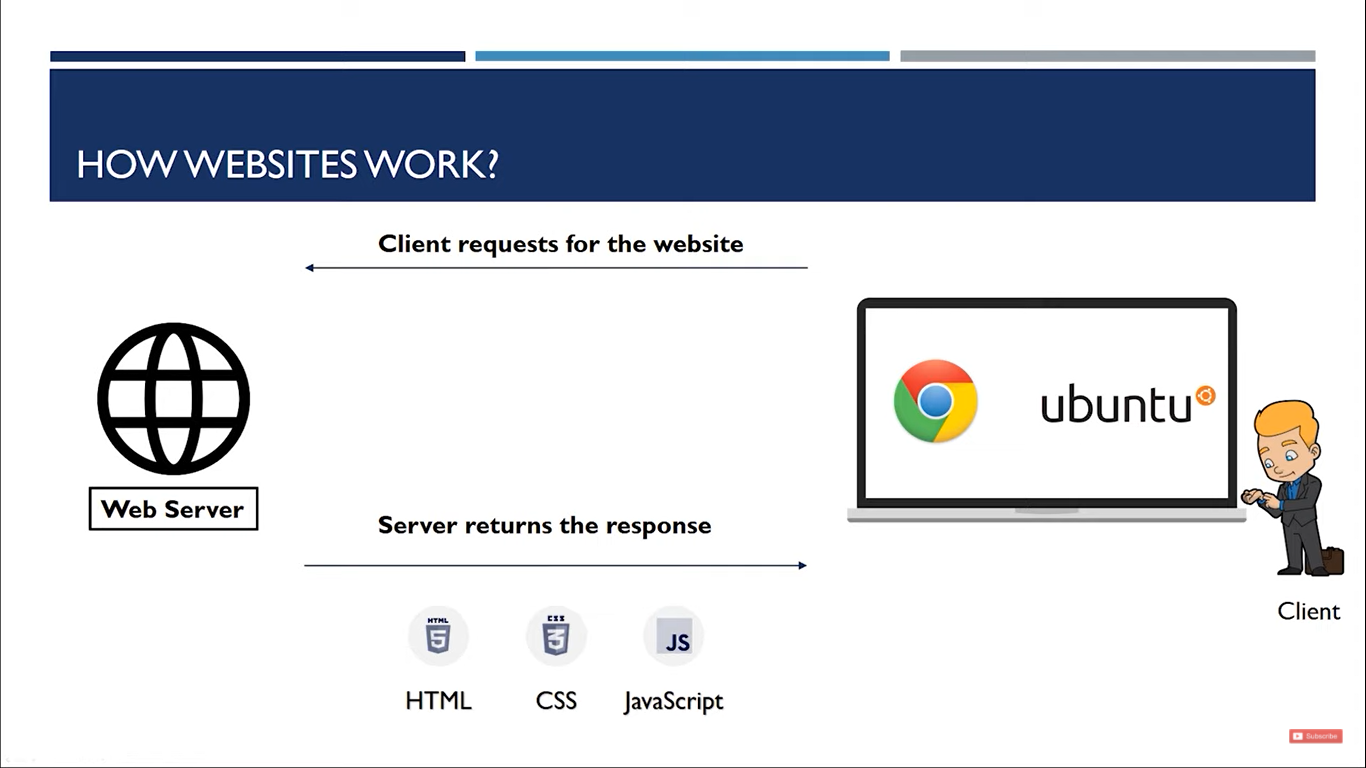 HOW WEBSITES WORK?
Client requests for the website
ubuntu
Web Server
Server returns the response
Client
HTML
5
CSS
3
JS
HTML
CSS
JavaScript
Subscribe